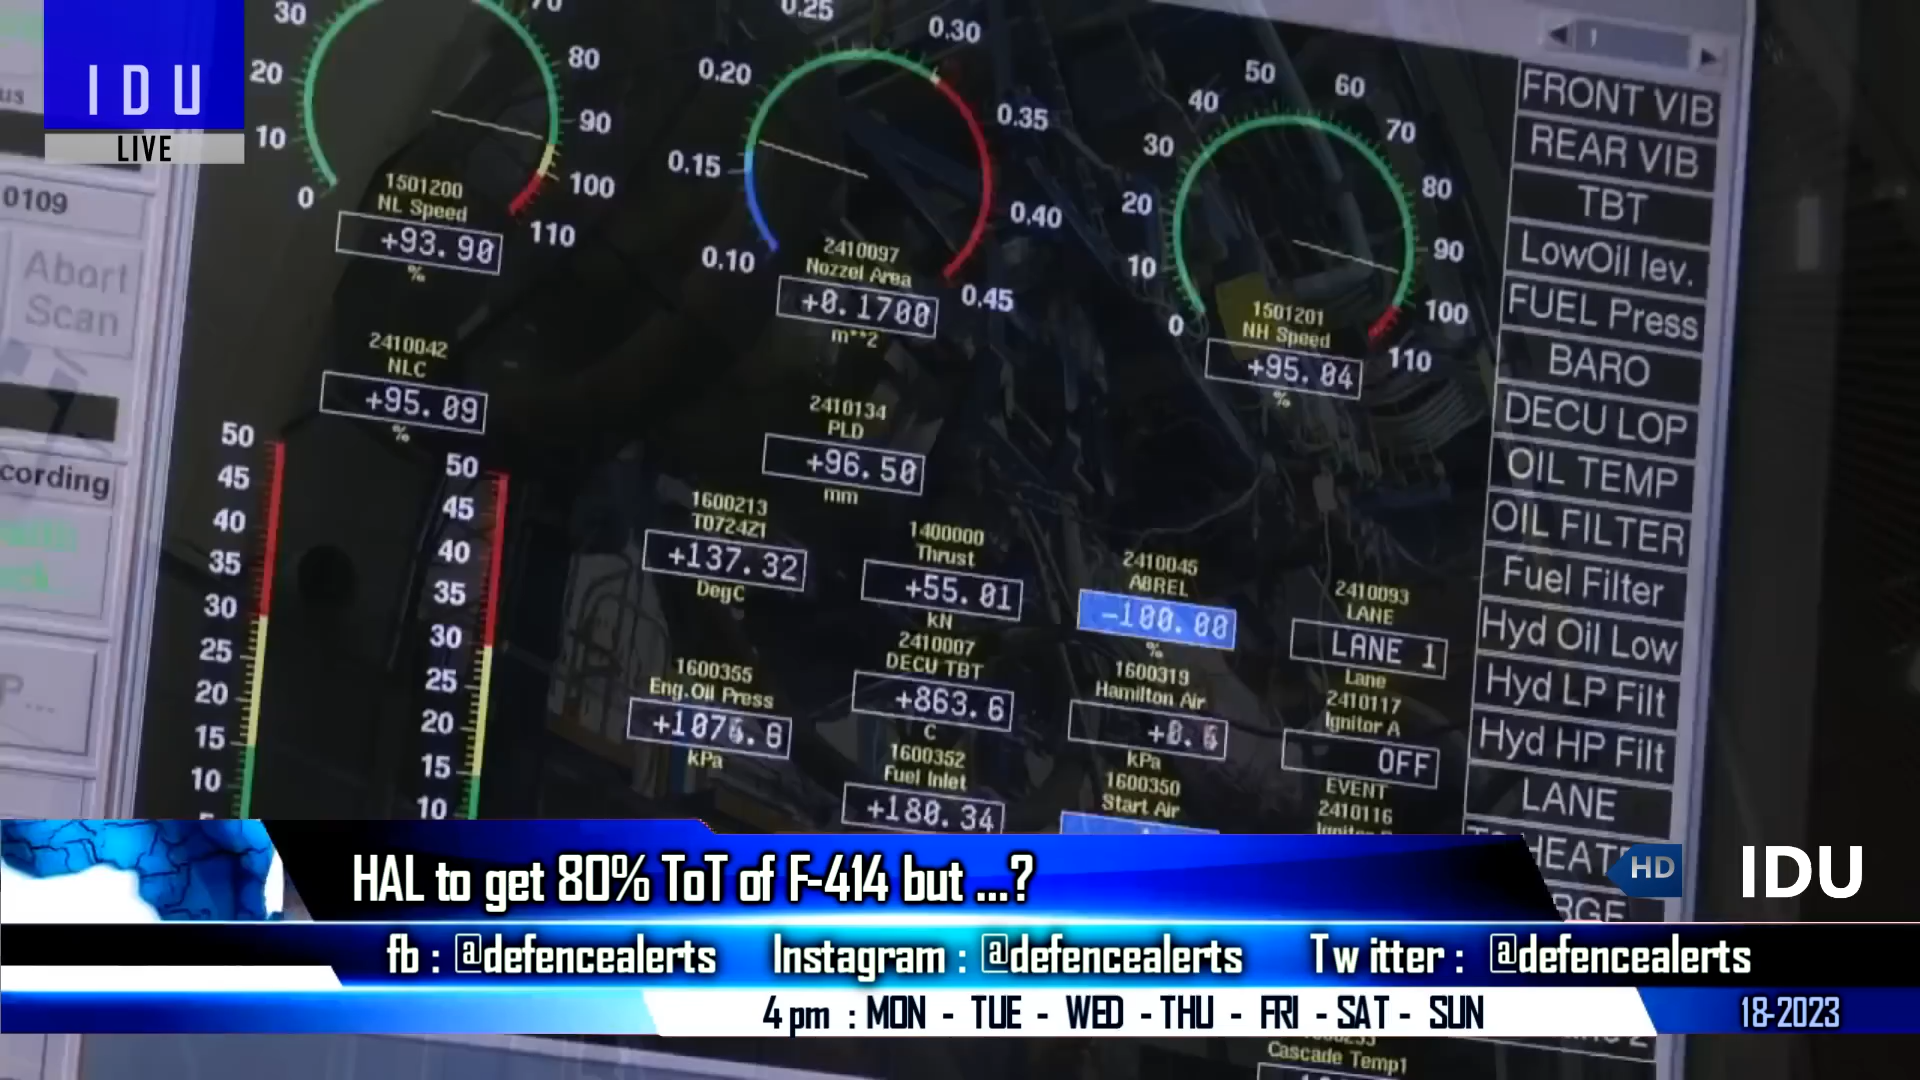 IDU
LIVE
0109
Abort
Scan
cording
P...
30
20
10
0
70
80
90
100
110
1501200
NL Speed
+93.90
%
2410042
NLC
+95.09
%
0.25
0.30
0.20
0.35
0.15
0.40
0.10
0.45
2410097
Nozzel Area
+0.1700
m**2
2410134
PLD
+96.50
mm
50
60
40
70
30
80
20
90
10
100
0
110
1501201
NH Speed
+95.04
%
50
45
40
35
30
25
20
15
10
50
45
40
35
30
25
20
15
10
1600213
T0724Z1
+137.32
DegC
1400000
Thrust
+55.01
kN
2410045
ABREL
-100.00
%
2410093
LANE
LANE 1
Lane
1600355
Eng.Oil Press
kPa
2410007
DECU TBT
+863.6
C
1600319
Hamilton Air
kPa
2410117
Ignitor A
OFF
EVENT
1600352
Fuel Inlet
+180.34
1600350
Start Air
2410116
FRONT VIB
REAR VIB
TBT
LowOil lev.
FUEL Press
BARO
DECU LOP
OIL TEMP
OIL FILTER
Fuel Filter
Hyd Oil Low
Hyd LP Filt
Hyd HP Filt
LANE
HD IDU
HAL to get 80% ToT of F-414 but ...?
fb : @defencealerts Instagram : @defencealerts Twitter : @defencealerts
4 pm : MON - TUE - WED - THU - FRI - SAT - SUN 18-2023
Cascade Temp1